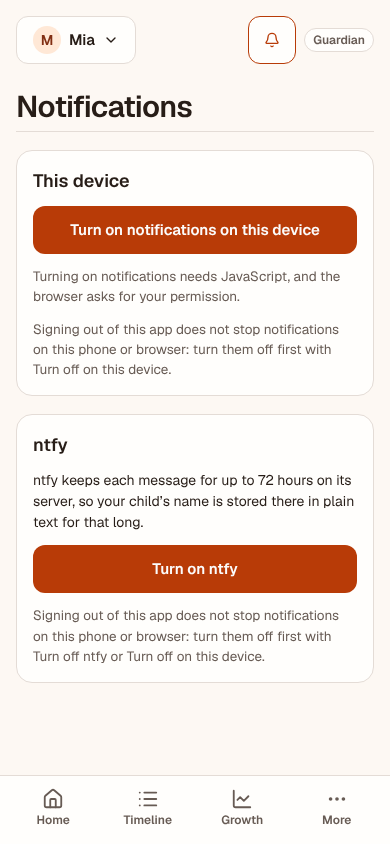 M Mia
Guardian
Notifications
This device
Turn on notifications on this device
Turning on notifications needs JavaScript, and the
browser asks for your permission.
Signing out of this app does not stop notifications
on this phone or browser: turn them off first with
Turn off on this device.
ntfy
ntfy keeps each message for up to 72 hours on its
server, so your child’s name is stored there in plain
text for that long.
Turn on ntfy
Signing out of this app does not stop notifications
on this phone or browser: turn them off first with
Turn off ntfy or Turn off on this device.
Home
Timeline
Growth
More